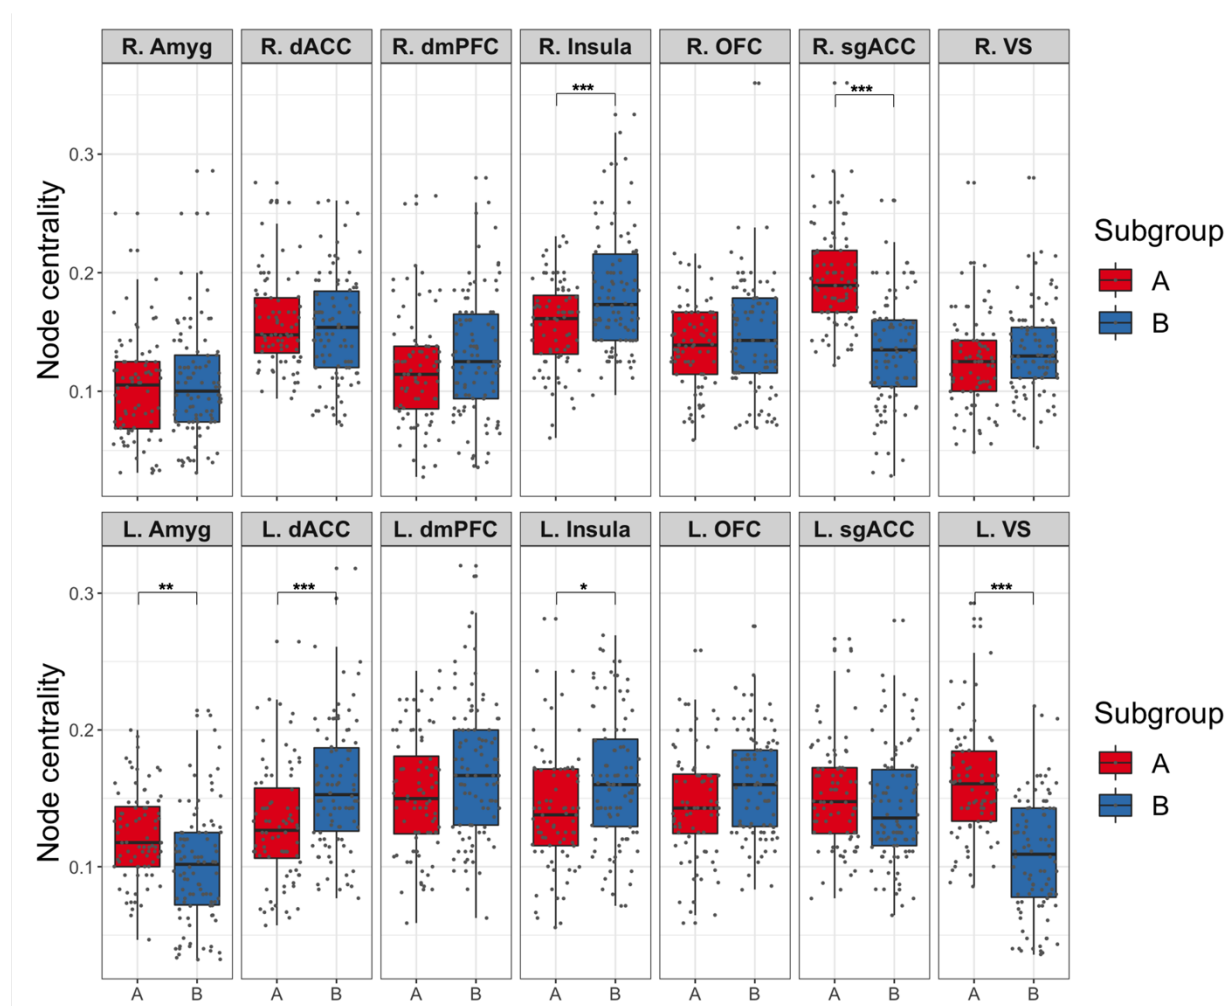 R. Amyg R. dACC R. dmPFC R. Insula R. OFC R. sgACC R. VS
*** ***
0.3
0.2
0.1
Node centrality
Subgroup
A
B
L. Amyg L. dACC L. dmPFC L. Insula L. OFC L. sgACC L. VS
** *** * ***
0.3
0.2
0.1
Node centrality
Subgroup
A
B
A B A B A B A B A B A B A B